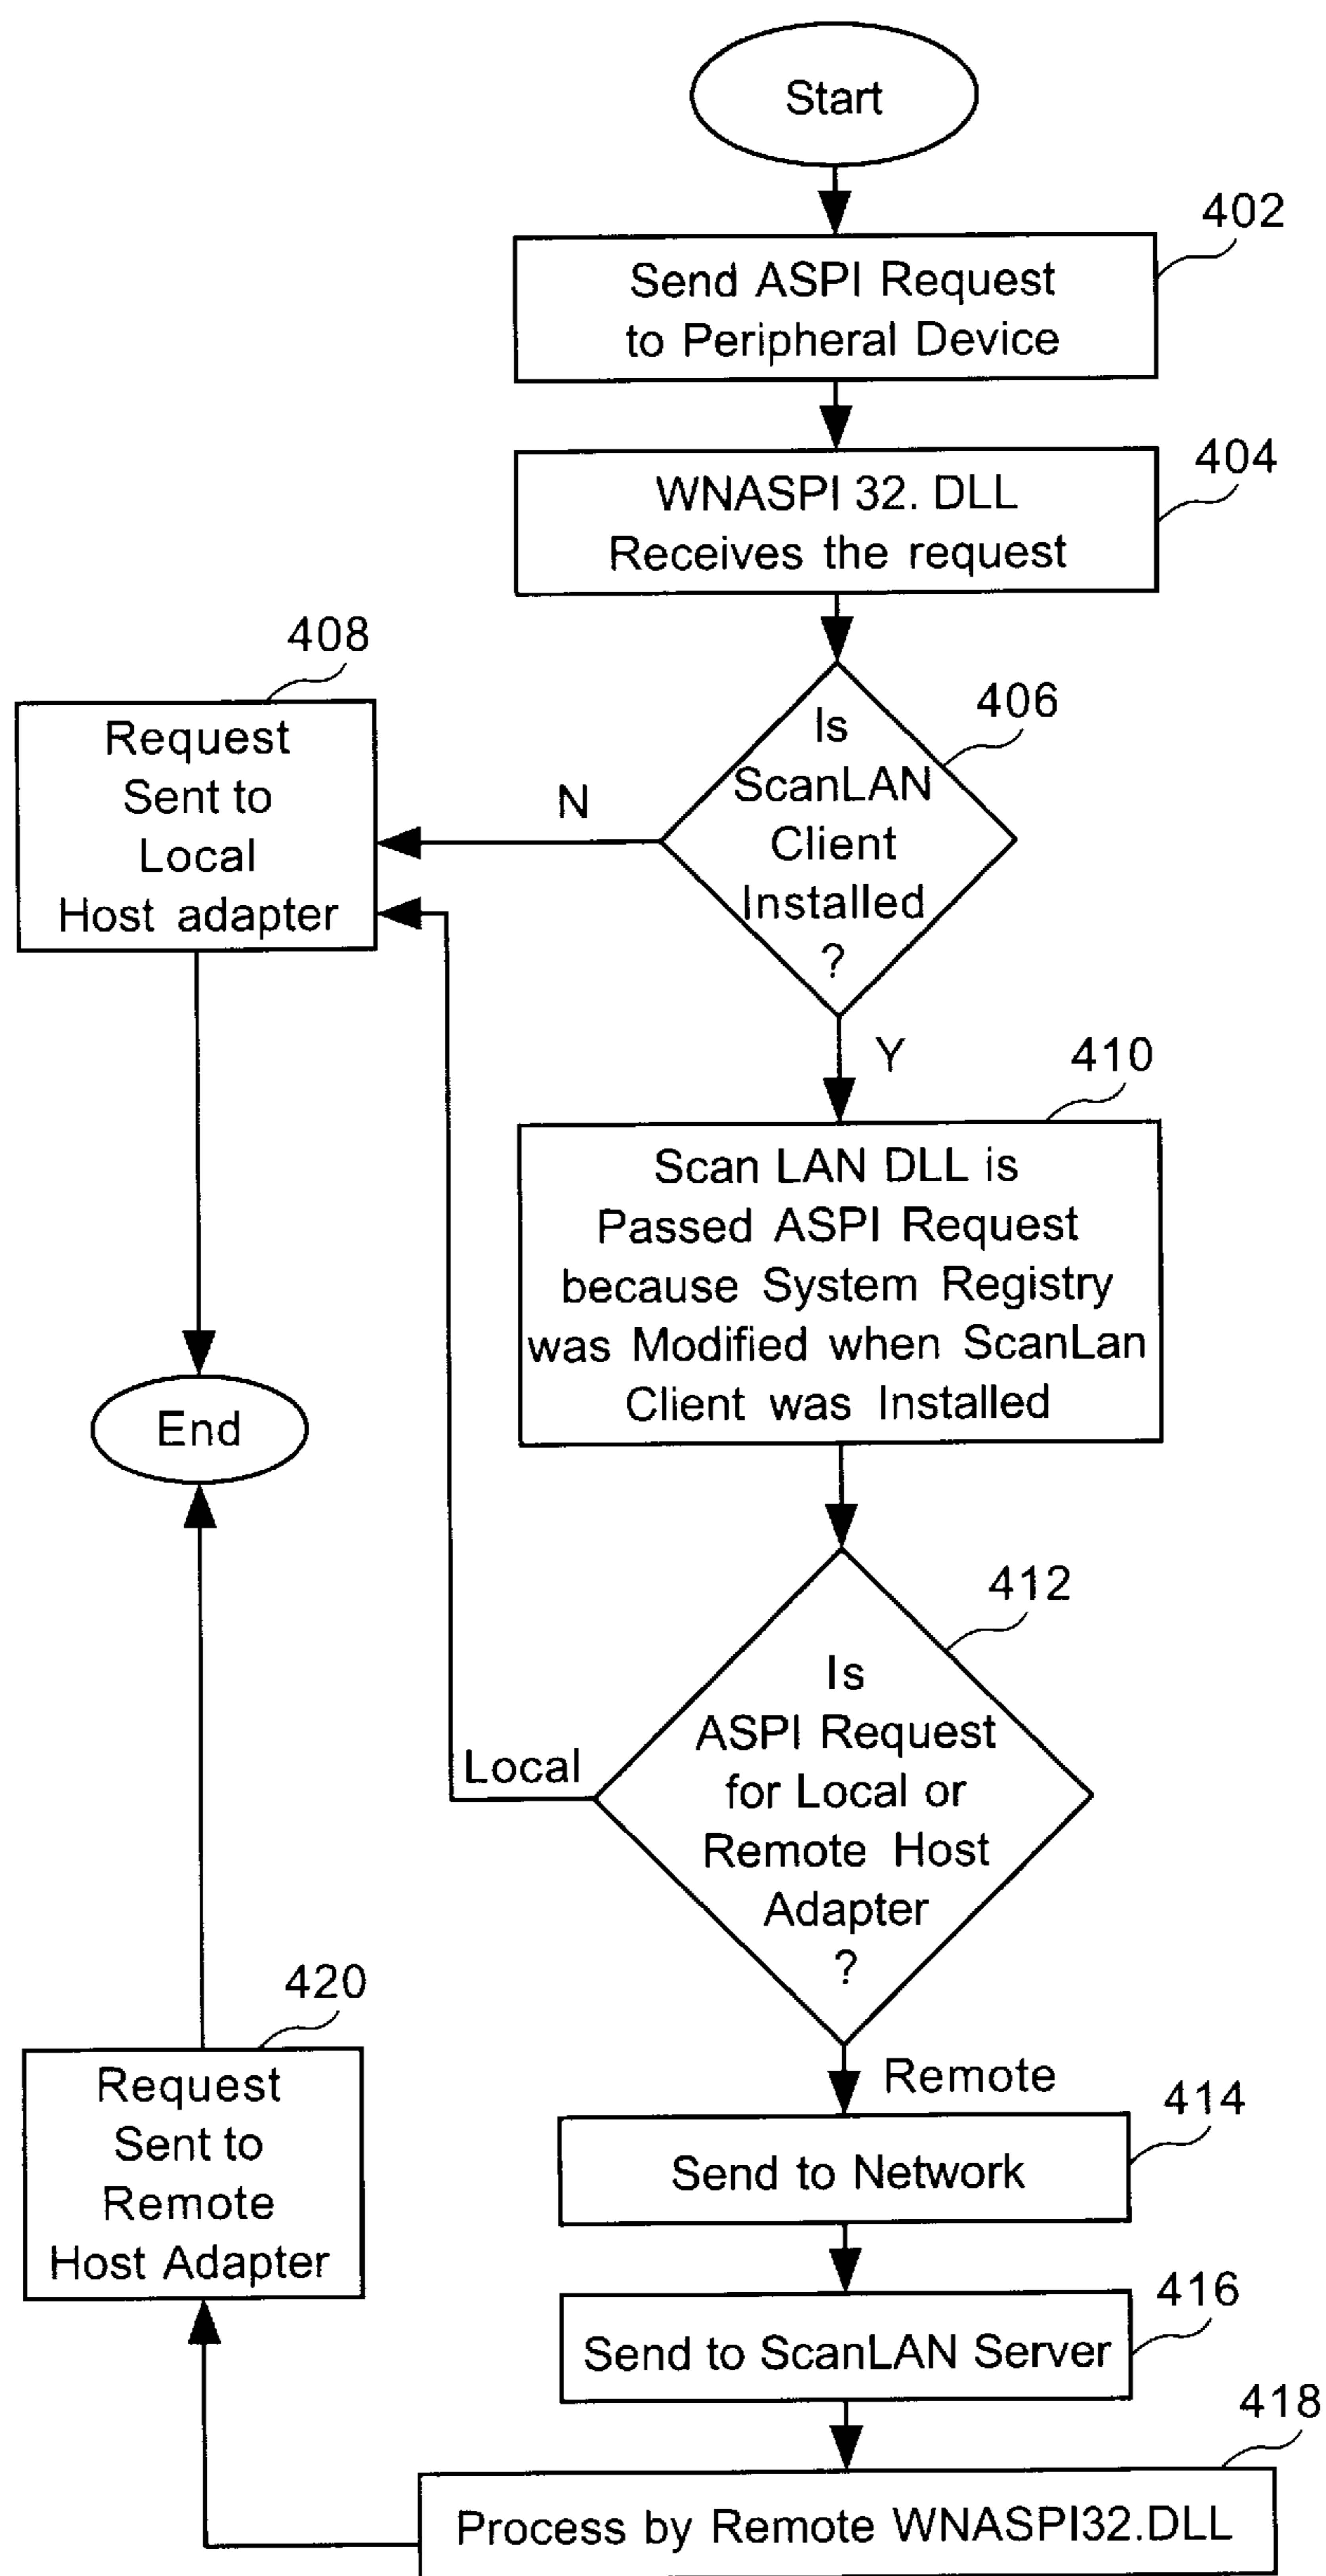 Start
402
Send ASPI Request
to Peripheral Device
404
WNASPI 32. DLL
Receives the request
406
Is
ScanLAN
Client
Installed
?
N
408
Request
Sent to
Local
Host adapter
Y
410
Scan LAN DLL is
Passed ASPI Request
because System Registry
was Modified when ScanLan
Client was Installed
End
412
Is
ASPI Request
for Local or
Remote Host
Adapter
?
Local
Remote
414
Send to Network
416
Send to ScanLAN Server
418
Process by Remote WNASPI32.DLL
420
Request
Sent to
Remote
Host Adapter